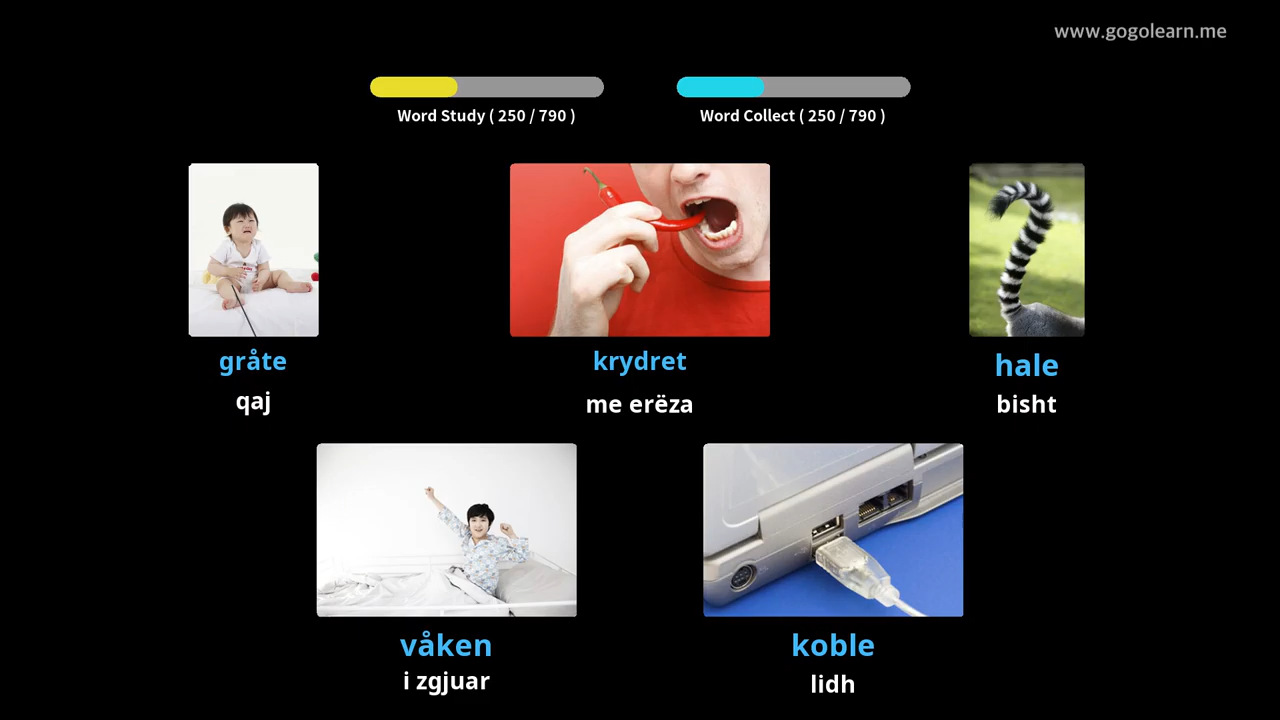 www.gogolearn.me
Word Study ( 250 / 790 )
Word Collect ( 250 / 790 )
gråte
qaj
krydret
me erëza
hale
bisht
våken
i zgjuar
koble
lidh